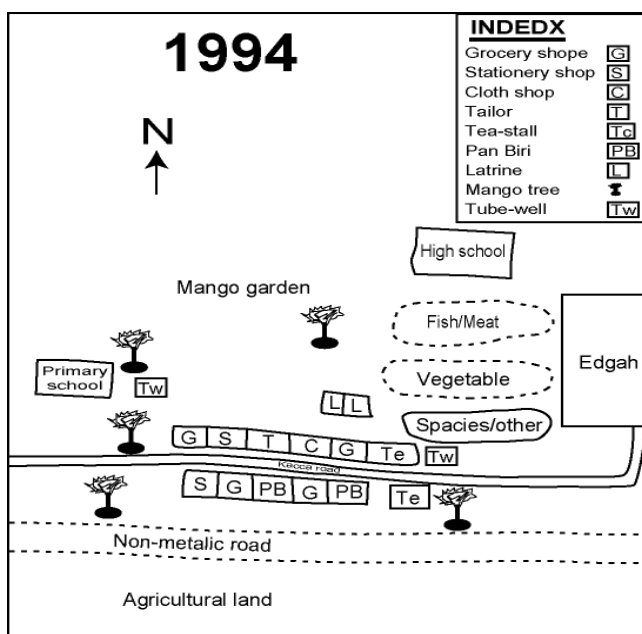 1994
INDEDX
Grocery shope G
Stationery shop S
Cloth shop C
Tailor T
Tea-stall Tc
Pan Biri PB
Latrine L
Mango tree
Tube-well Tw
N
High school
Mango garden
Fish/Meat
Edgah
Primary
school
Tw
Vegetable
L L
Spacies/other
G S T C G Te
Tw
Kacca road
S G PB G PB
Te
Non-metalic road
Agricultural land